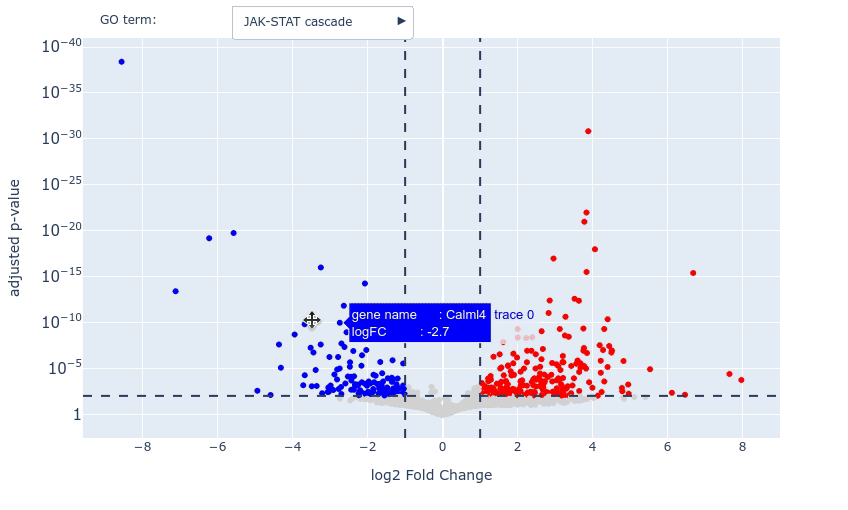 GO term:
JAK-STAT cascade ▶
10−40
10−35
10−30
10−25
10−20
10−15
10−10
10−5
1
adjusted p-value
gene name : Calml4 trace 0
logFC : -2.7
−8 −6 −4 −2 0 2 4 6 8
log2 Fold Change